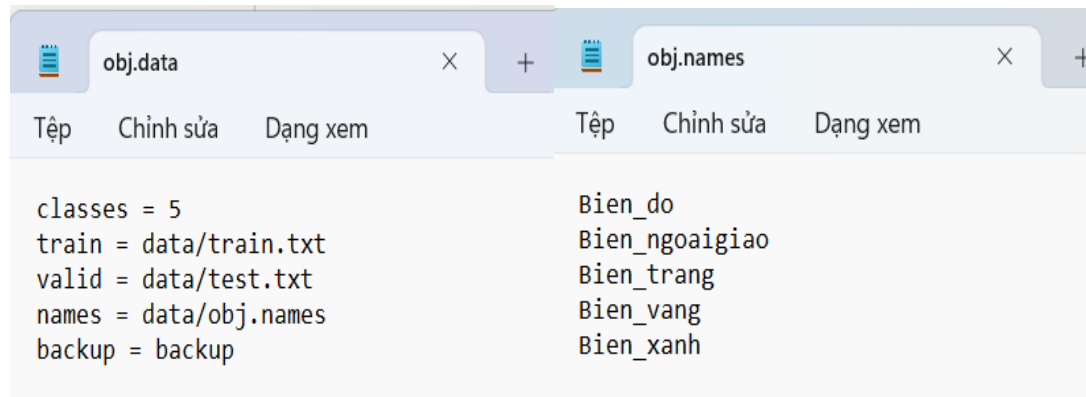 obj.data
Tệp Chỉnh sửa Dạng xem
classes = 5
train = data/train.txt
valid = data/test.txt
names = data/obj.names
backup = backup
obj.names
Tệp Chỉnh sửa Dạng xem
Bien_do
Bien_ngoaigiao
Bien_trang
Bien_vang
Bien_xanh